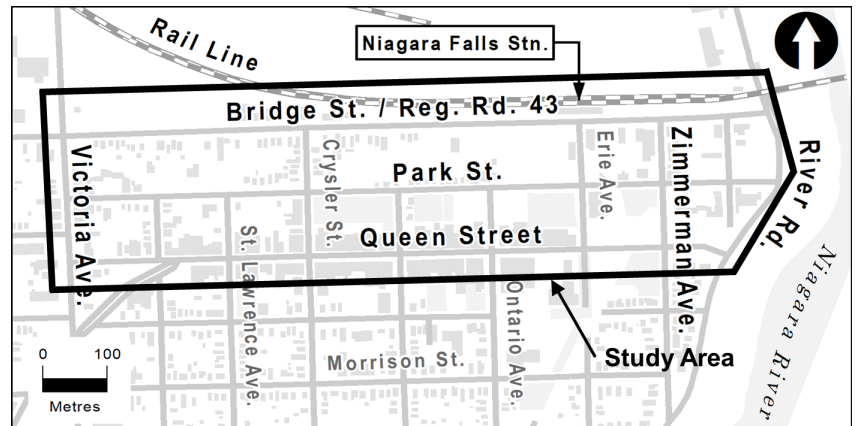 Rail Line
Niagara Falls Stn.
Bridge St. / Reg. Rd. 43
Victoria Ave.
Crysler St.
Park St.
Erie Ave.
Zimmerman Ave.
River Rd.
Queen Street
St. Lawrence Ave.
Ontario Ave.
Niagara River
Morrison St.
Study Area
0 100
Metres